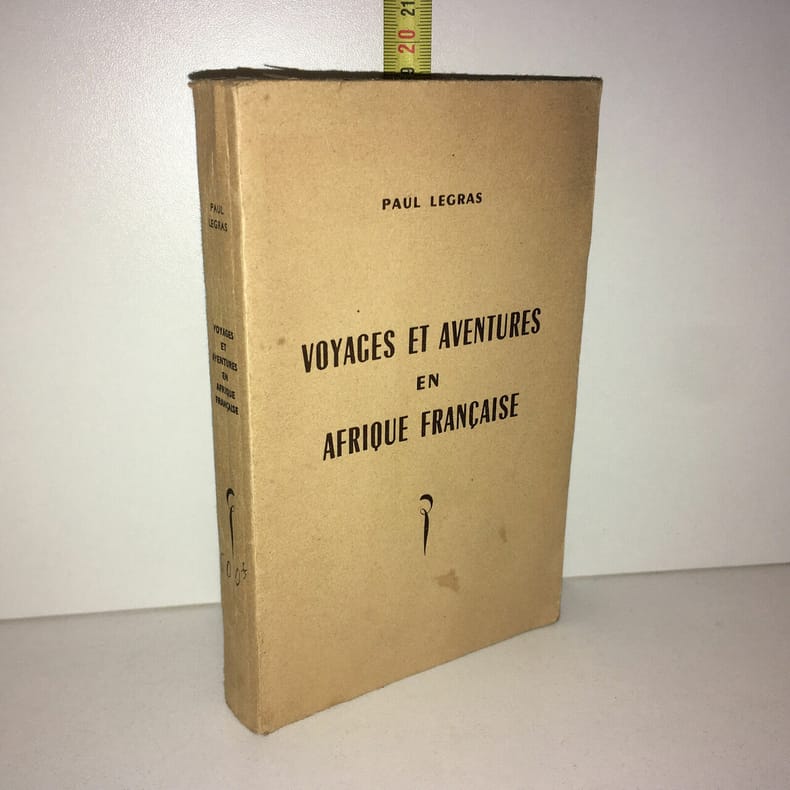 21
20
PAUL LEGRAS
VOYAGES ET AVENTURES
EN
AFRIQUE FRANÇAISE
PAUL
LEGRAS
VOYAGES
ET
AVENTURES
EN
AFRIQUE
FRANÇAISE